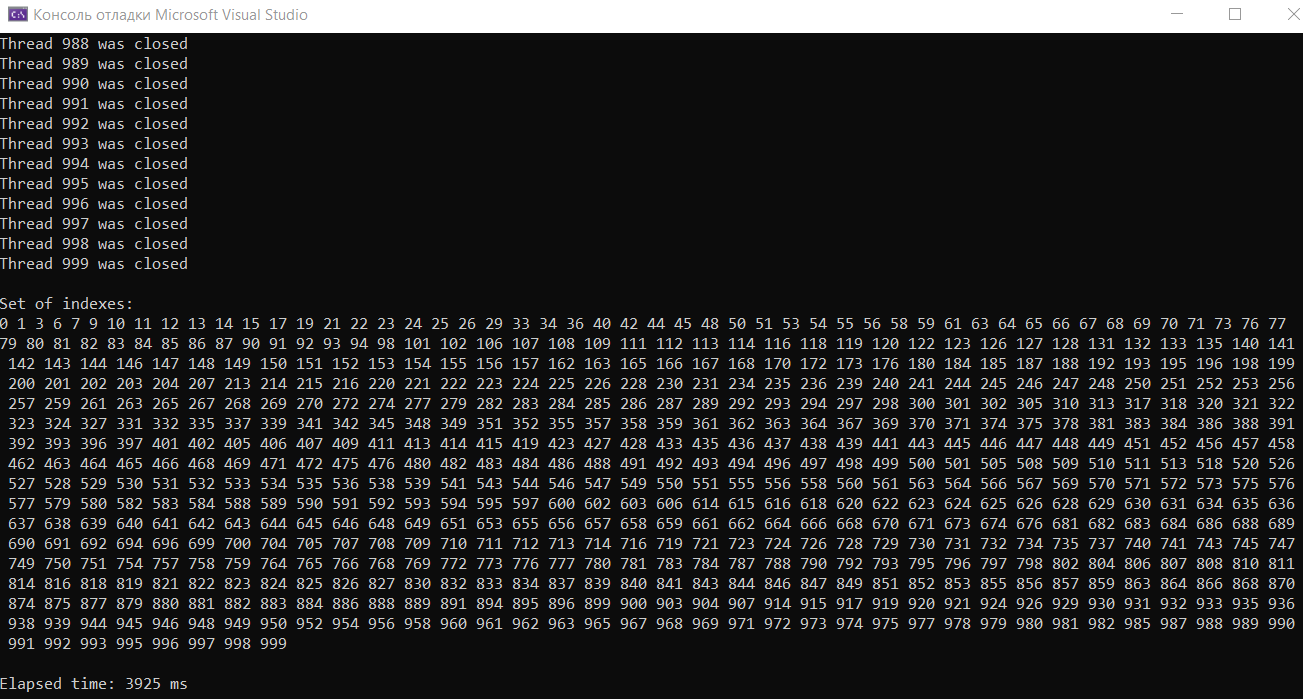 Консоль отладки Microsoft Visual Studio
Thread 988 was closed
Thread 989 was closed
Thread 990 was closed
Thread 991 was closed
Thread 992 was closed
Thread 993 was closed
Thread 994 was closed
Thread 995 was closed
Thread 996 was closed
Thread 997 was closed
Thread 998 was closed
Thread 999 was closed
Set of indexes:
0 1 3 6 7 9 10 11 12 13 14 15 17 19 21 22 23 24 25 26 29 33 34 36 40 42 44 45 48 50 51 53 54 55 56 58 59 61 63 64 65 66 67 68 69 70 71 73 76 77
79 80 81 82 83 84 85 86 87 90 91 92 93 94 98 101 102 106 107 108 109 111 112 113 114 116 118 119 120 122 123 126 127 128 131 132 133 135 140 141
142 143 144 146 147 148 149 150 151 152 153 154 155 156 157 162 163 165 166 167 168 170 172 173 176 180 184 185 187 188 192 193 195 196 198 199
200 201 202 203 204 207 213 214 215 216 220 221 222 223 224 225 226 228 230 231 234 235 236 239 240 241 244 245 246 247 248 250 251 252 253 256
257 259 261 263 265 267 268 269 270 272 274 277 279 282 283 284 285 286 287 289 292 293 294 297 298 300 301 302 305 310 313 317 318 320 321 322
323 324 327 331 332 335 337 339 341 342 345 348 349 351 352 355 357 358 359 361 362 363 364 367 369 370 371 374 375 378 381 383 384 386 388 391
392 393 396 397 401 402 405 406 407 409 411 413 414 415 419 423 427 428 433 435 436 437 438 439 441 443 445 446 447 448 449 451 452 456 457 458
462 463 464 465 466 468 469 471 472 475 476 480 482 483 484 486 488 491 492 493 494 496 497 498 499 500 501 505 508 509 510 511 513 518 520 526
527 528 529 530 531 532 533 534 535 536 538 539 541 543 544 546 547 549 550 551 555 556 558 560 561 563 564 566 567 569 570 571 572 573 575 576
577 579 580 582 583 584 588 589 590 591 592 593 594 595 597 600 602 603 606 614 615 616 618 620 622 623 624 625 626 628 629 630 631 634 635 636
637 638 639 640 641 642 643 644 645 646 648 649 651 653 655 656 657 658 659 661 662 664 666 668 670 671 673 674 676 681 682 683 684 686 688 689
690 691 692 694 696 699 700 704 705 707 708 709 710 711 712 713 714 716 719 721 723 724 726 728 729 730 731 732 734 735 737 740 741 743 745 747
749 750 751 754 757 758 759 764 765 766 768 769 772 773 776 777 780 781 783 784 787 788 790 792 793 795 796 797 798 802 804 806 807 808 810 811
814 816 818 819 821 822 823 824 825 826 827 830 832 833 834 837 839 840 841 843 844 846 847 849 851 852 853 855 856 857 859 863 864 866 868 870
874 875 877 879 880 881 882 883 884 886 888 889 891 894 895 896 899 900 903 904 907 914 915 917 919 920 921 924 926 929 930 931 932 933 935 936
938 939 944 945 946 948 949 950 952 954 956 958 960 961 962 963 965 967 968 969 971 972 973 974 975 977 978 979 980 981 982 985 987 988 989 990
991 992 993 995 996 997 998 999
Elapsed time: 3925 ms